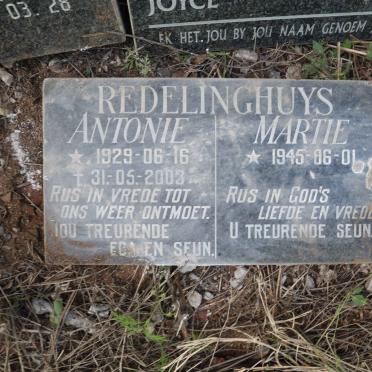 03 28
JOYCE
EK HET JOU BY JOU NAAM GENOEM
REDELINGHUYS
ANTONIE
★ 1929-06-16
† 31-05-2003
RUS IN VREDE TOT
ONS WEER ONTMOET.
JOU TREURENDE
EGA EN SEUN.
MARTIE
★ 1945-06-01
RUS IN GOD'S
LIEFDE EN VREDE
U TREURENDE SEUN.